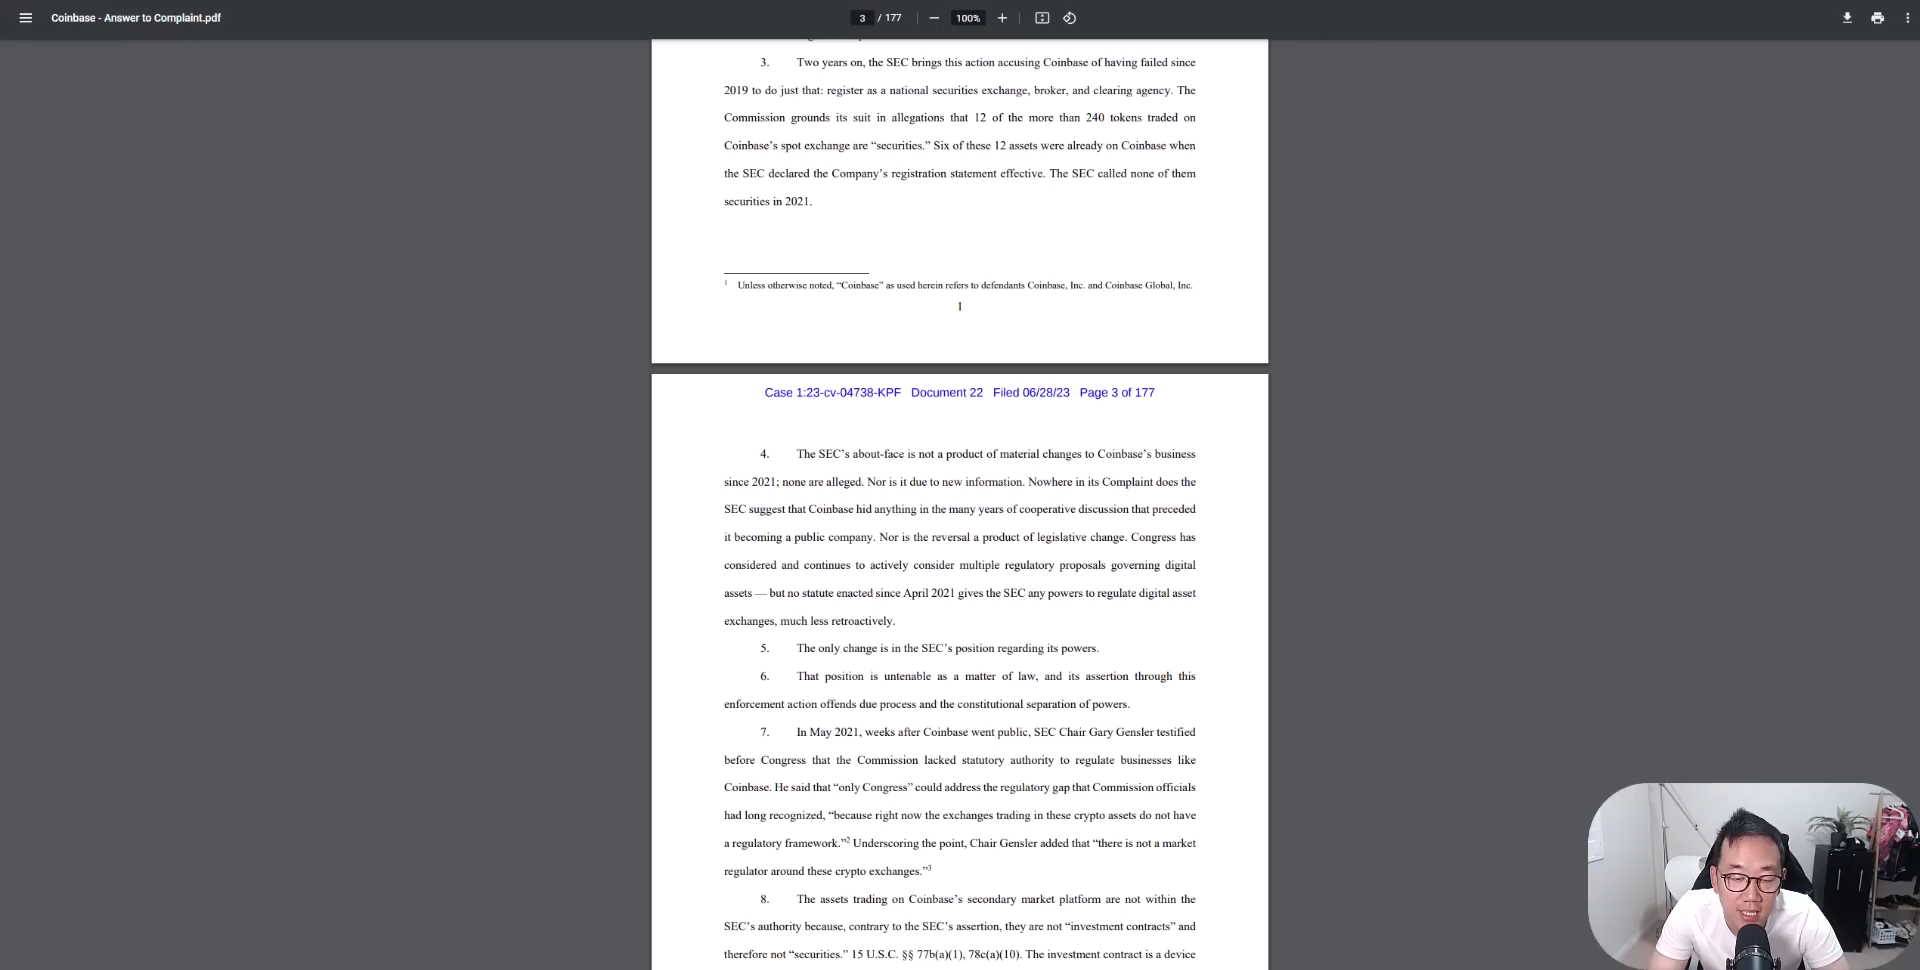 Coinbase - Answer to Complaint.pdf
3 / 177
100%
3. Two years on, the SEC brings this action accusing Coinbase of having failed since
2019 to do just that: register as a national securities exchange, broker, and clearing agency. The
Commission grounds its suit in allegations that 12 of the more than 240 tokens traded on
Coinbase’s spot exchange are “securities.” Six of these 12 assets were already on Coinbase when
the SEC declared the Company’s registration statement effective. The SEC called none of them
securities in 2021.
1 Unless otherwise noted, “Coinbase” as used herein refers to defendants Coinbase, Inc. and Coinbase Global, Inc.
1
Case 1:23-cv-04738-KPF Document 22 Filed 06/28/23 Page 3 of 177
4. The SEC’s about-face is not a product of material changes to Coinbase’s business
since 2021; none are alleged. Nor is it due to new information. Nowhere in its Complaint does the
SEC suggest that Coinbase hid anything in the many years of cooperative discussion that preceded
it becoming a public company. Nor is the reversal a product of legislative change. Congress has
considered and continues to actively consider multiple regulatory proposals governing digital
assets — but no statute enacted since April 2021 gives the SEC any powers to regulate digital asset
exchanges, much less retroactively.
5. The only change is in the SEC’s position regarding its powers.
6. That position is untenable as a matter of law, and its assertion through this
enforcement action offends due process and the constitutional separation of powers.
7. In May 2021, weeks after Coinbase went public, SEC Chair Gary Gensler testified
before Congress that the Commission lacked statutory authority to regulate businesses like
Coinbase. He said that “only Congress” could address the regulatory gap that Commission officials
had long recognized, “because right now the exchanges trading in these crypto assets do not have
a regulatory framework.”2 Underscoring the point, Chair Gensler added that “there is not a market
regulator around these crypto exchanges.”3
8. The assets trading on Coinbase’s secondary market platform are not within the
SEC’s authority because, contrary to the SEC’s assertion, they are not “investment contracts” and
therefore not “securities.” 15 U.S.C. §§ 77b(a)(1), 78c(a)(10). The investment contract is a device